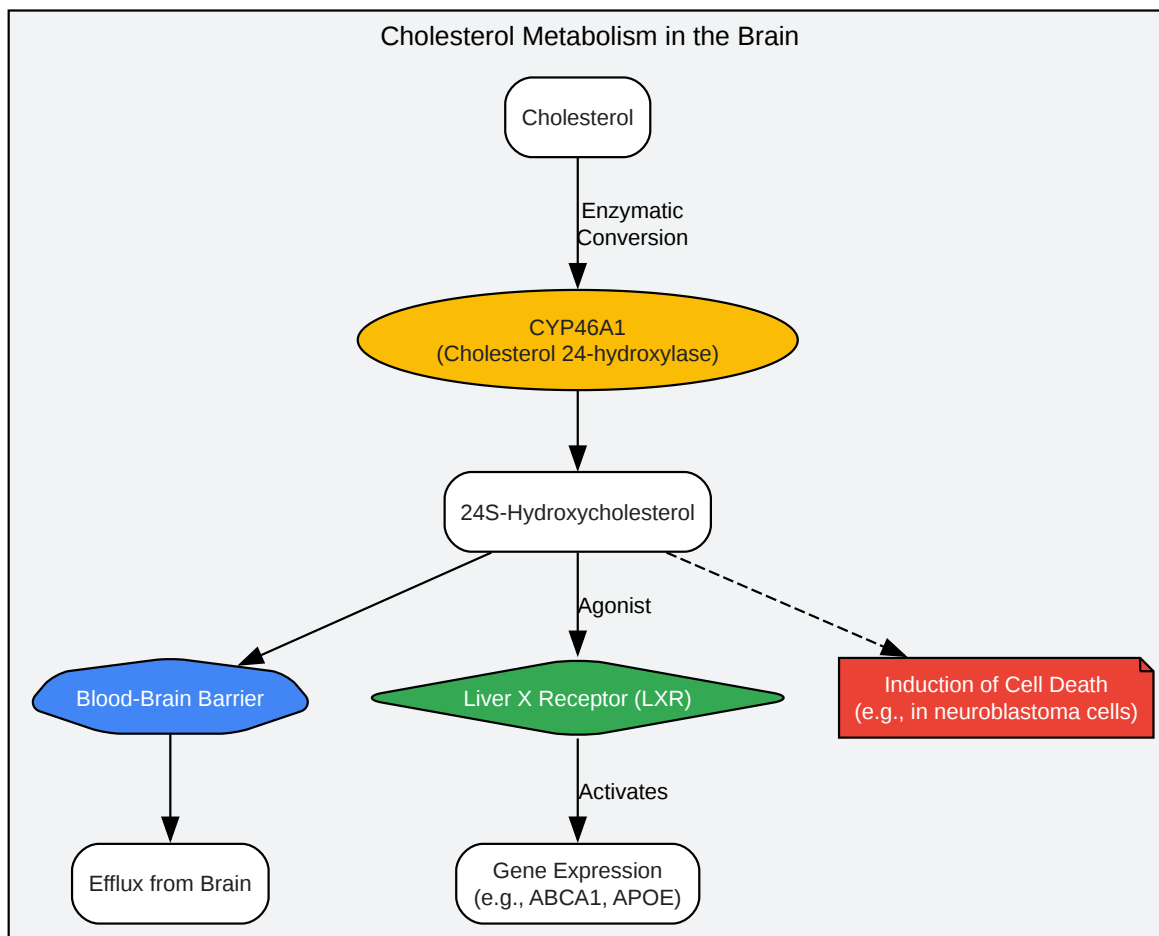 Cholesterol Metabolism in the Brain
Cholesterol
Enzymatic
Conversion
CYP46A1
(Cholesterol 24-hydroxylase)
24S-Hydroxycholesterol
Agonist
Blood-Brain Barrier
Liver X Receptor (LXR)
Induction of Cell Death
(e.g., in neuroblastoma cells)
Activates
Efflux from Brain
Gene Expression
(e.g., ABCA1, APOE)